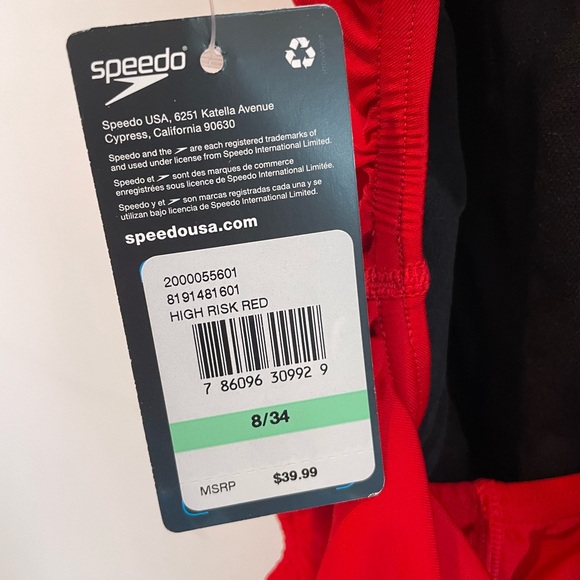 speedo
Speedo USA, 6251 Katella Avenue
Cypress, California 90630
Speedo and the are each registered trademarks of
and used under license from Speedo International Limited.
Speedo et sont des marques de commerce
enregistrées sous licence de Speedo International Limitée.
Speedo y et son marcas registradas cada una y se
utilizan bajo licencia de Speedo International Limited.
speedousa.com
2000055601
8191481601
HIGH RISK RED
7 86096 30992 9
8/34
MSRP $39.99